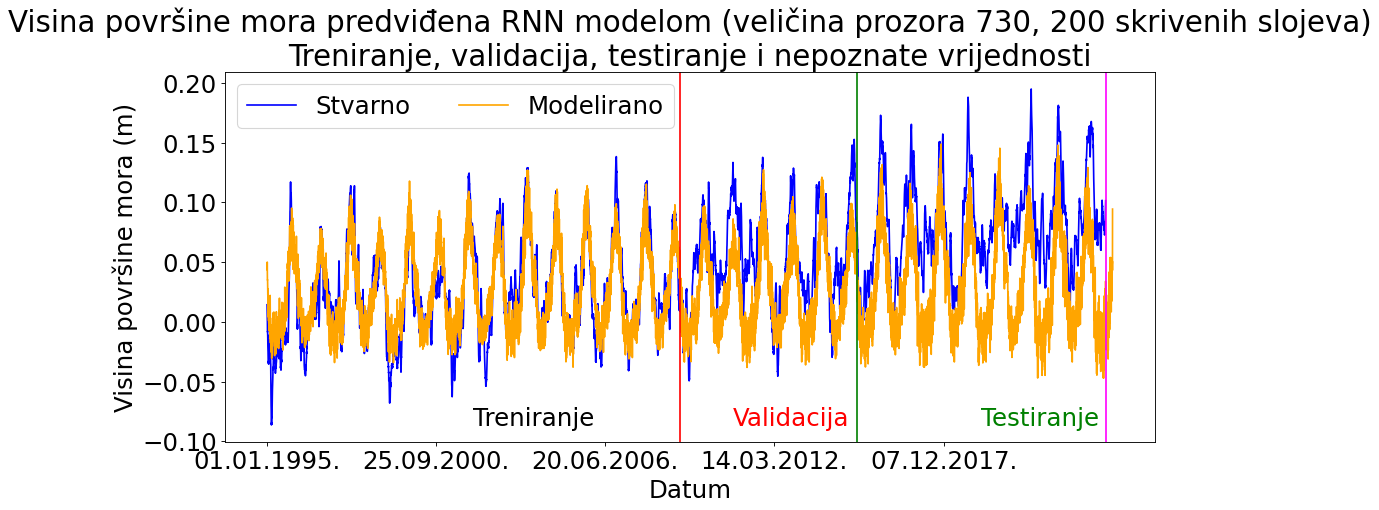 Visina površine mora predviđena RNN modelom (veličina prozora 730, 200 skrivenih slojeva)
Treniranje, validacija, testiranje i nepoznate vrijednosti
Stvarno
Modelirano
Visina površine mora (m)
0.20
0.15
0.10
0.05
0.00
−0.05
−0.10
Treniranje
Validacija
Testiranje
01.01.1995.
25.09.2000.
20.06.2006.
14.03.2012.
07.12.2017.
Datum